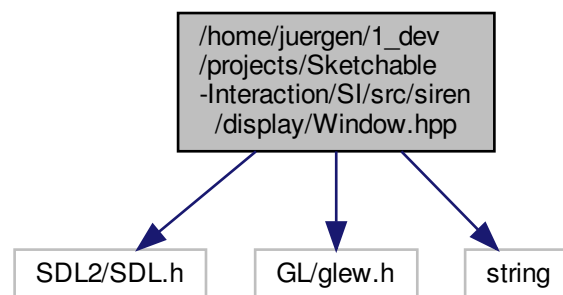 /home/juergen/1_dev
/projects/Sketchable
-Interaction/SI/src/siren
/display/Window.hpp
SDL2/SDL.h
GL/glew.h
string